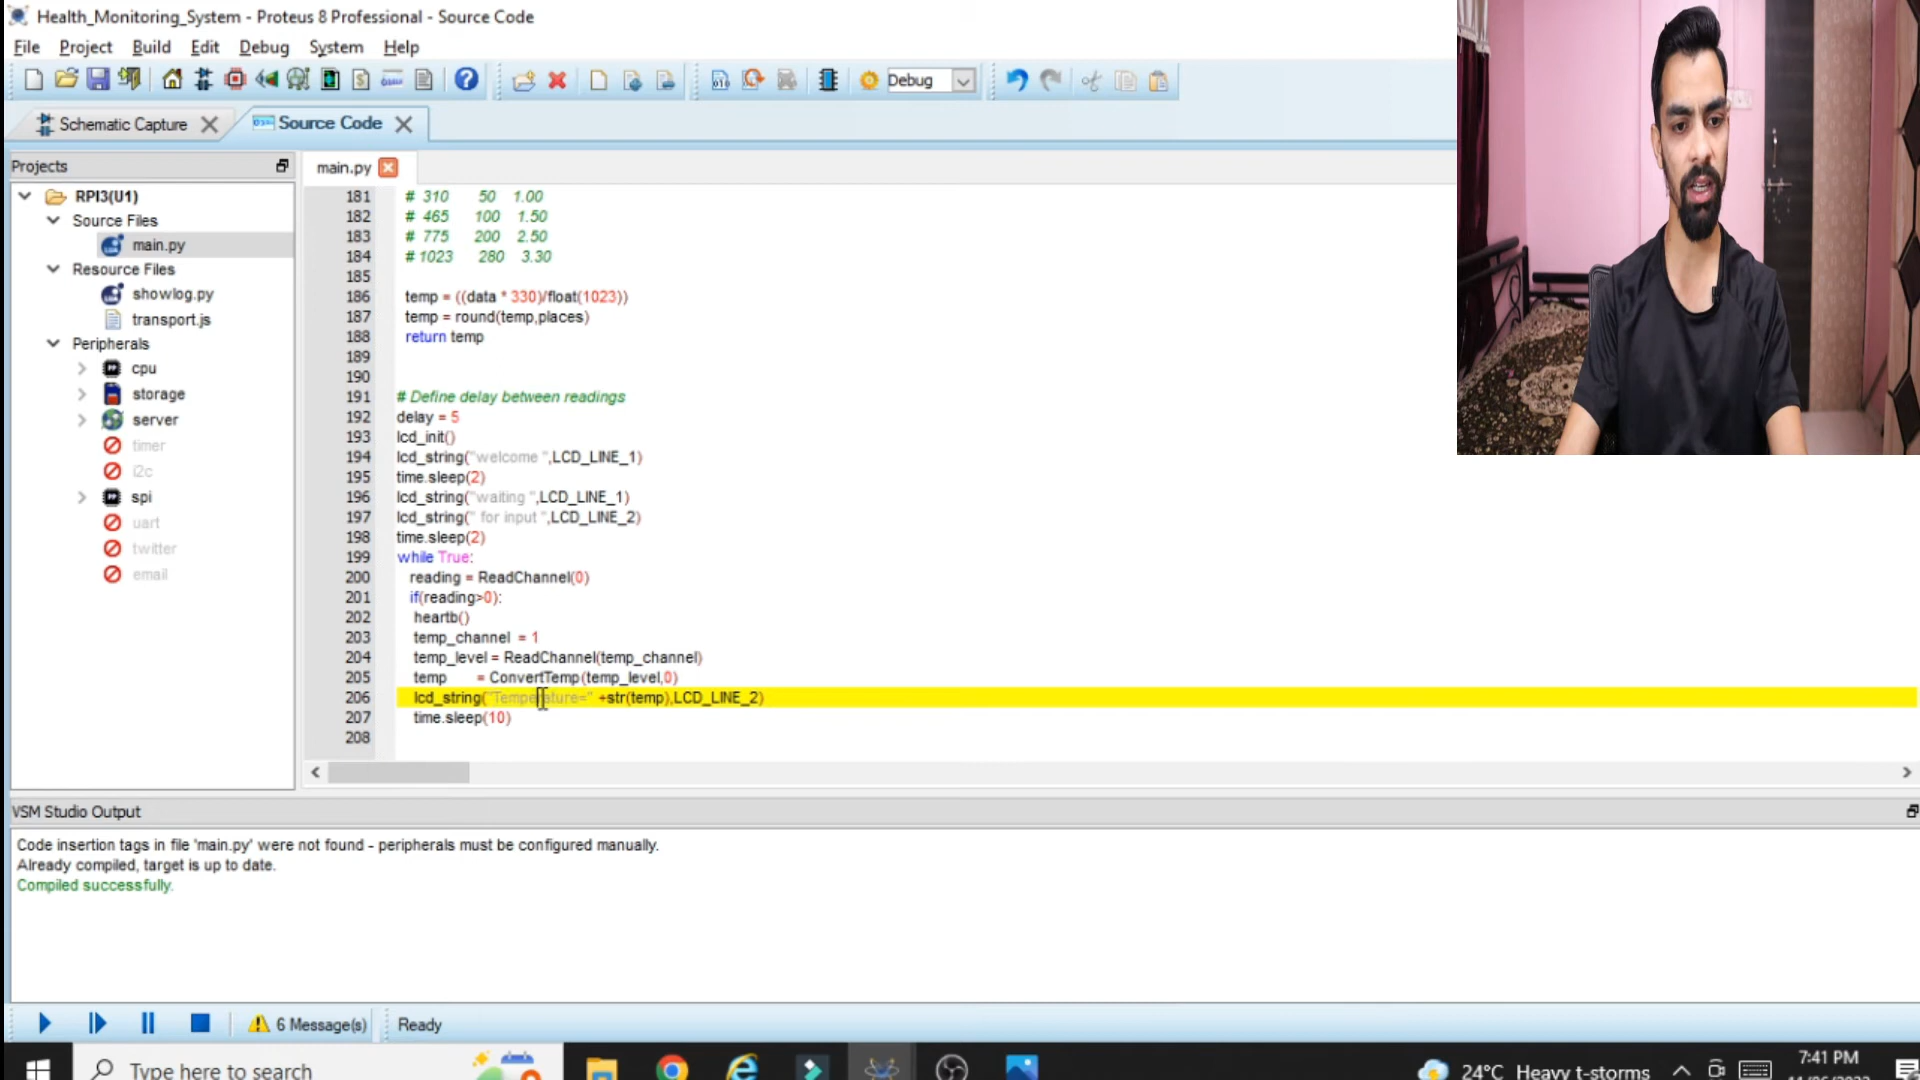 Health_Monitoring_System - Proteus 8 Professional - Source Code
File Project Build Edit Debug System Help
Debug
Schematic Capture
Source Code
Projects
main.py
RPI3(U1)
Source Files
main.py
Resource Files
showlog.py
transport.js
Peripherals
cpu
storage
server
timer
i2c
spi
uart
twitter
email
181 # 310 50 1.00
182 # 465 100 1.50
183 # 775 200 2.50
184 # 1023 280 3.30
185
186 temp = ((data * 330)/float(1023))
187 temp = round(temp,places)
188 return temp
189
190
191 # Define delay between readings
192 delay = 5
193 lcd_init()
194 lcd_string("welcome ",LCD_LINE_1)
195 time.sleep(2)
196 lcd_string("waiting ",LCD_LINE_1)
197 lcd_string(" for input ",LCD_LINE_2)
198 time.sleep(2)
199 while True:
200 reading = ReadChannel(0)
201 if(reading>0):
202 heartb()
203 temp_channel = 1
204 temp_level = ReadChannel(temp_channel)
205 temp = ConvertTemp(temp_level,0)
206 lcd_string("Temperature=" +str(temp),LCD_LINE_2)
207 time.sleep(10)
208
VSM Studio Output
Code insertion tags in file 'main.py' were not found - peripherals must be configured manually.
Already compiled, target is up to date.
Compiled successfully.
6 Message(s)
Ready
Type here to search
24°C Heavy t-storms
7:41 PM